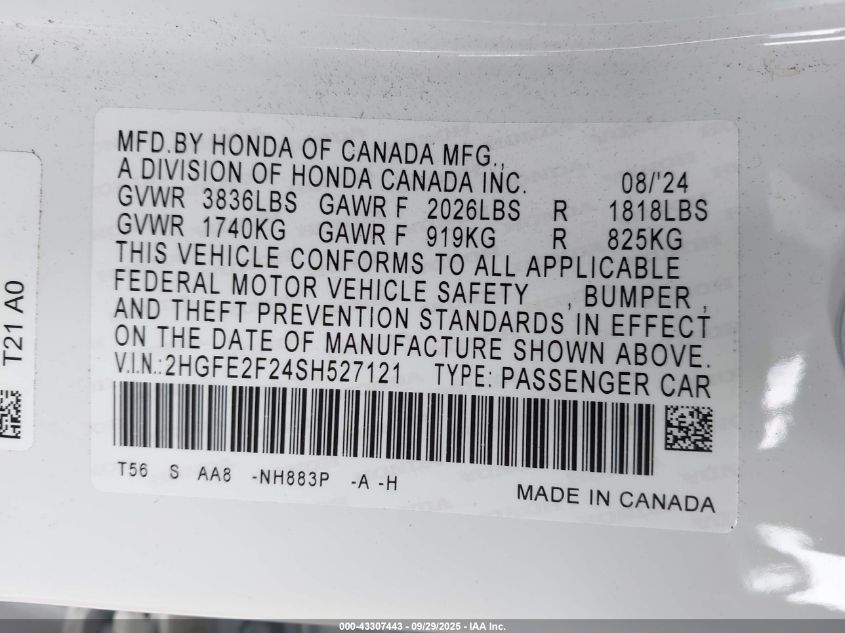 MFD.BY HONDA OF CANADA MFG.,
A DIVISION OF HONDA CANADA INC. 08/'24
GVWR 3836LBS GAWR F 2026LBS R 1818LBS
GVWR 1740KG GAWR F 919KG R 825KG
THIS VEHICLE CONFORMS TO ALL APPLICABLE
FEDERAL MOTOR VEHICLE SAFETY , BUMPER ,
AND THEFT PREVENTION STANDARDS IN EFFECT
ON THE DATE OF MANUFACTURE SHOWN ABOVE.
V.I.N.:2HGFE2F24SH527121 TYPE: PASSENGER CAR
T56 S AA8 -NH883P -A -H
MADE IN CANADA
T21 A0
000-43307443 - 09/29/2025 - IAA Inc.